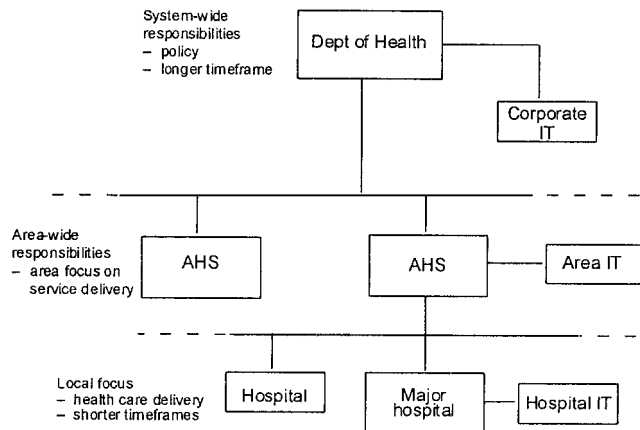 System-wide
responsibilities
– policy
– longer timeframe
Dept of Health
Corporate
IT
Area-wide
responsibilities
– area focus on
service delivery
AHS
AHS
Area IT
Local focus
– health care delivery
– shorter timeframes
Hospital
Major
hospital
Hospital IT